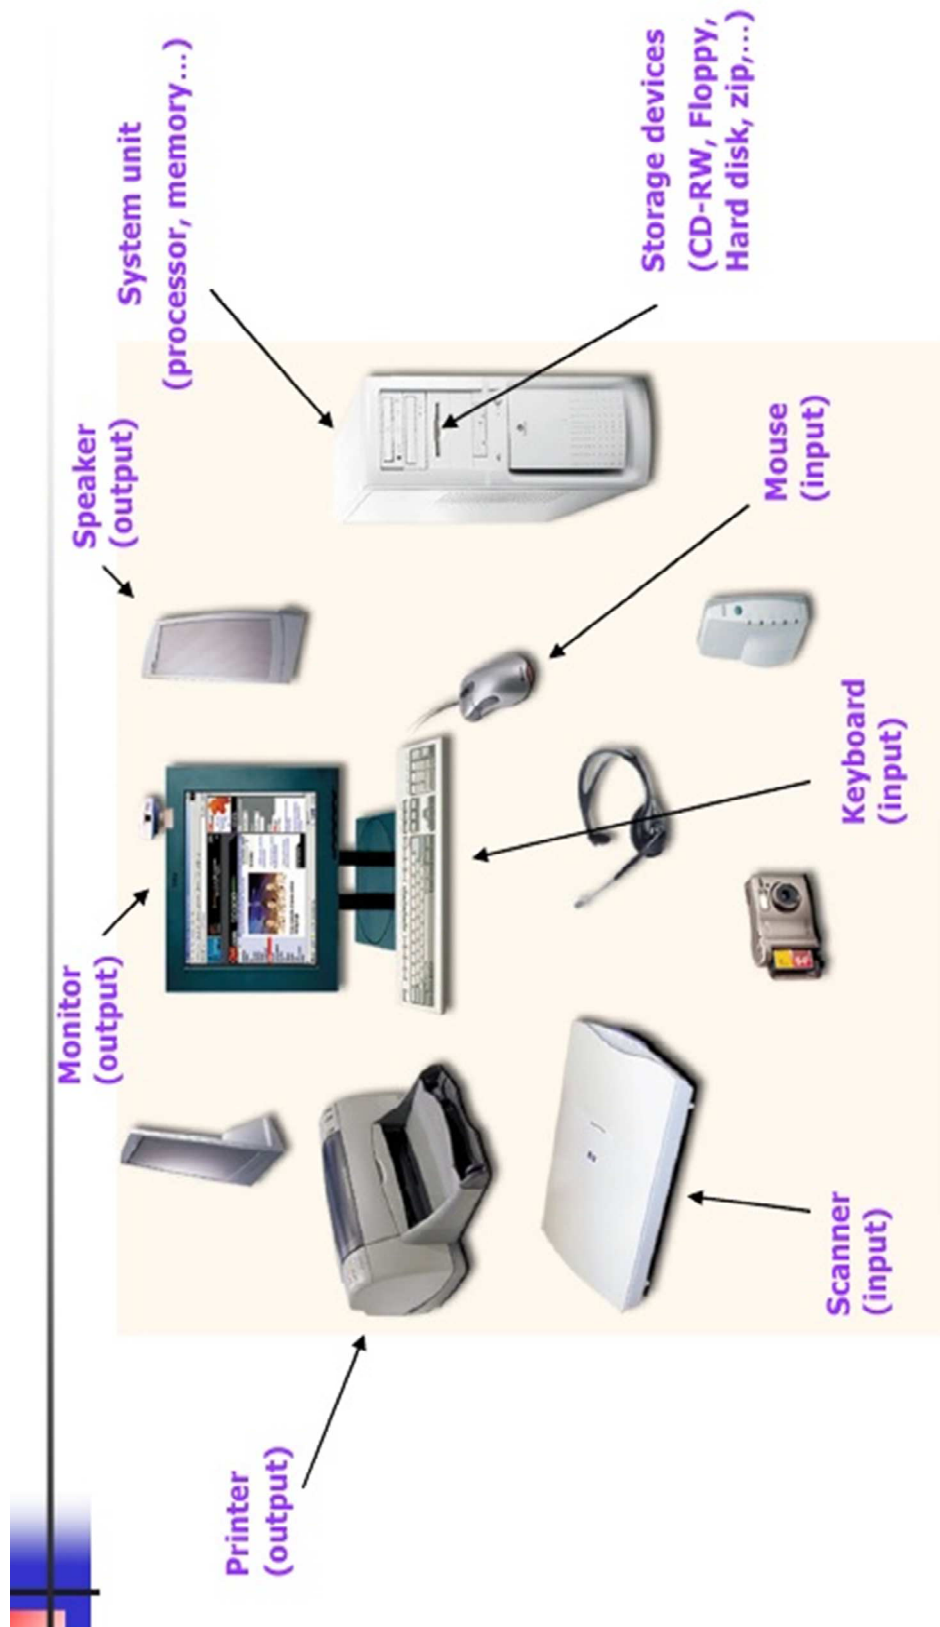 Monitor
(output)
Speaker
(output)
System unit
(processor, memory...)
Printer
(output)
Storage devices
(CD-RW, Floppy,
Hard disk, zip,...)
Mouse
(input)
Scanner
(input)
Keyboard
(input)